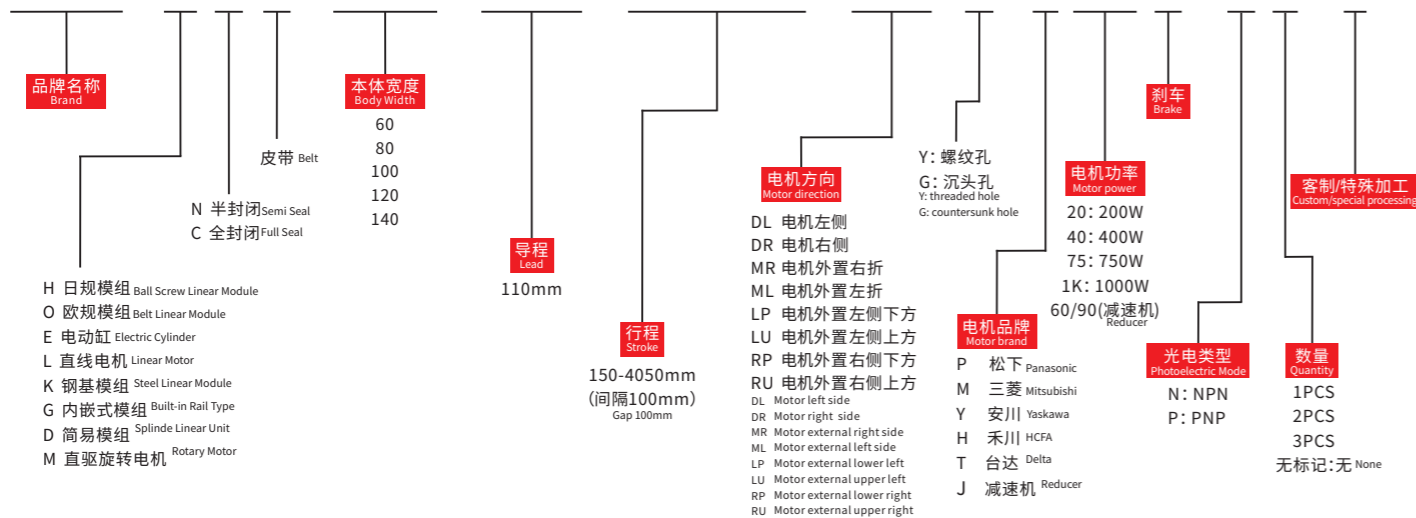 品牌名称
Brand
H 日规模组 Ball Screw Linear Module
O 欧规模组 Belt Linear Module
E 电动缸 Electric Cylinder
L 直线电机 Linear Motor
K 钢基模组 Steel Linear Module
G 内嵌式模组 Built-in Rail Type
D 简易模组 Splinde Linear Unit
M 直驱旋转电机 Rotary Motor
N 半封闭 Semi Seal
C 全封闭 Full Seal
皮带 Belt
本体宽度
Body Width
60
80
100
120
140
导程
Lead
110mm
行程
Stroke
150-4050mm
（间隔100mm）
Gap 100mm
电机方向
Motor direction
DL 电机左侧
DR 电机右侧
MR 电机外置右折
ML 电机外置左折
LP 电机外置左侧下方
LU 电机外置左侧上方
RP 电机外置右侧下方
RU 电机外置右侧上方
DL Motor left side
DR Motor right side
MR Motor external right side
ML Motor external left side
LP Motor external lower left
LU Motor external upper left
RP Motor external lower right
RU Motor external upper right
Y：螺纹孔
G：沉头孔
Y: threaded hole
G: countersunk hole
电机品牌
Motor brand
P 松下 Panasonic
M 三菱 Mitsubishi
Y 安川 Yaskawa
H 禾川 HCFA
T 台达 Delta
J 减速机 Reducer
电机功率
Motor power
20：200W
40：400W
75：750W
1K：1000W
60/90(减速机)
Reducer
刹车
Brake
光电类型
Photoelectric Mode
N：NPN
P：PNP
数量
Quantity
1PCS
2PCS
3PCS
无标记：无 None
客制/特殊加工
Custom/special processing